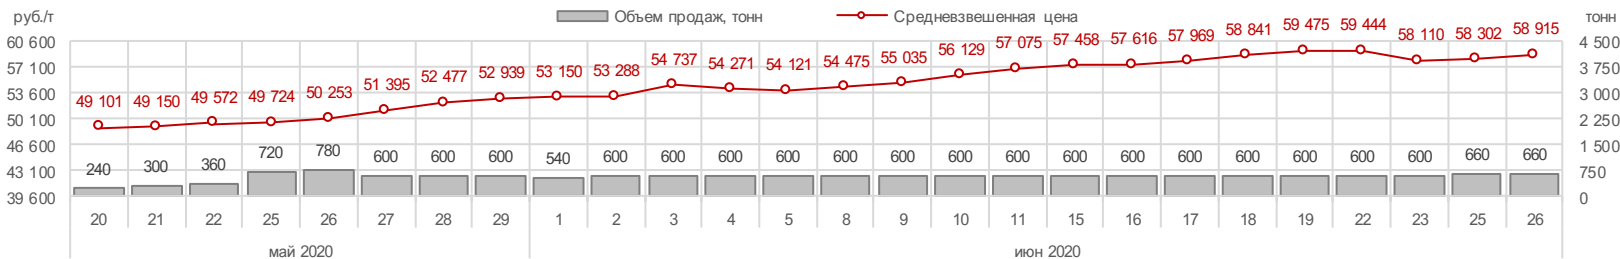 руб./т Объем продаж, тонн Средневзвешенная цена тонн
60 600 57 100 53 600 50 100 46 600 43 100 39 600
49 101 49 150 49 572 49 724 50 253 51 395 52 477 52 939 53 150 53 288 54 737 54 271 54 121 54 475 55 035 56 129 57 075 57 458 57 616 57 969 58 841 59 475 59 444 58 110 58 302 58 915
240 300 360 720 780 600 600 600 540 600 600 600 600 600 600 600 600 600 600 600 600 600 600 600 660 660
4 500 3 750 3 000 2 250 1 500 750 0
20 21 22 25 26 27 28 29 1 2 3 4 5 8 9 10 11 15 16 17 18 19 22 23 25 26
май 2020 июн 2020